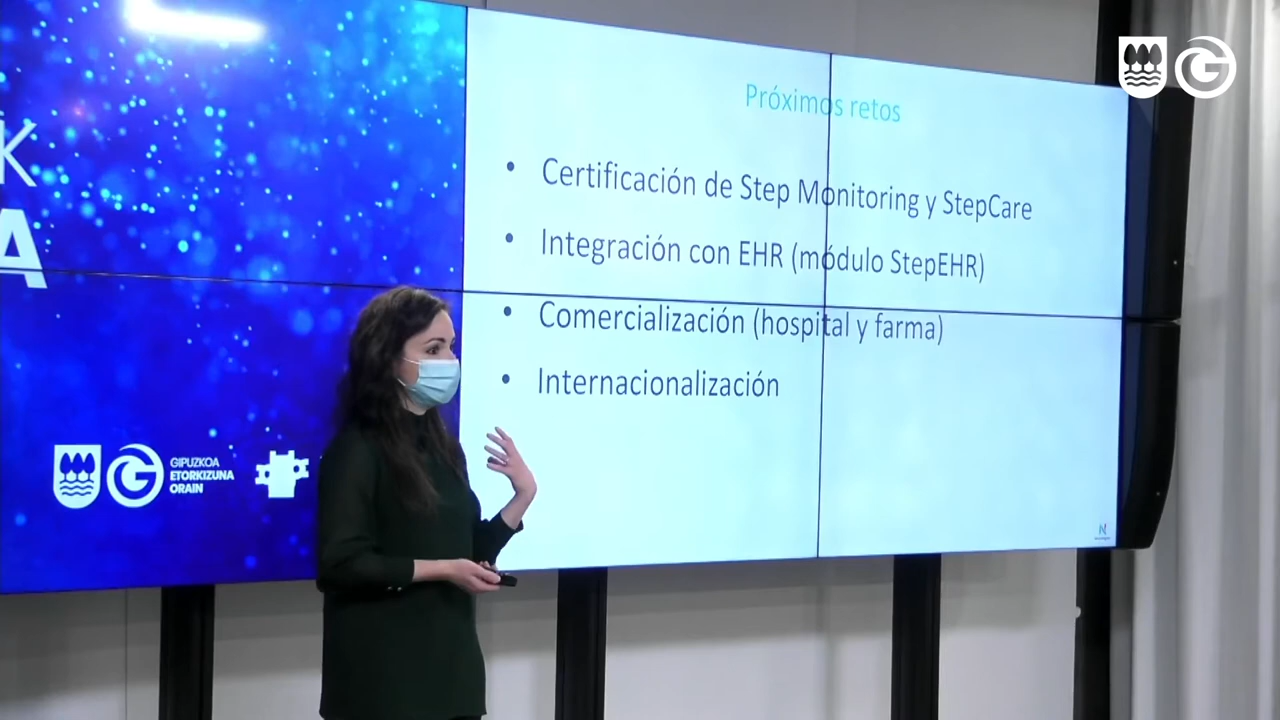 K
A
Próximos retos
• Certificación de Step Monitoring y StepCare
• Integración con EHR (módulo StepEHR)
• Comercialización (hospital y farma)
• Internacionalización
GIPUZKOA
ETORKIZUNA
ORAIN
G